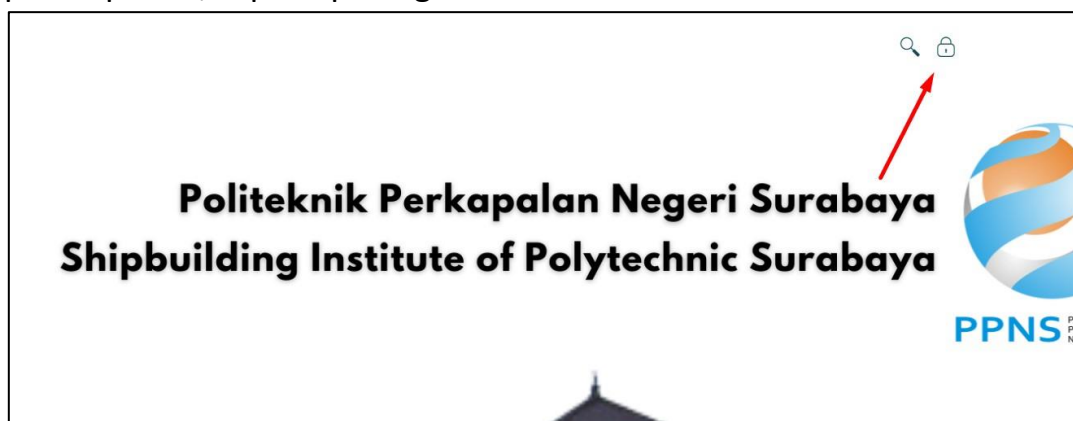 Politeknik Perkapalan Negeri Surabaya
Shipbuilding Institute of Polytechnic Surabaya
PPNS